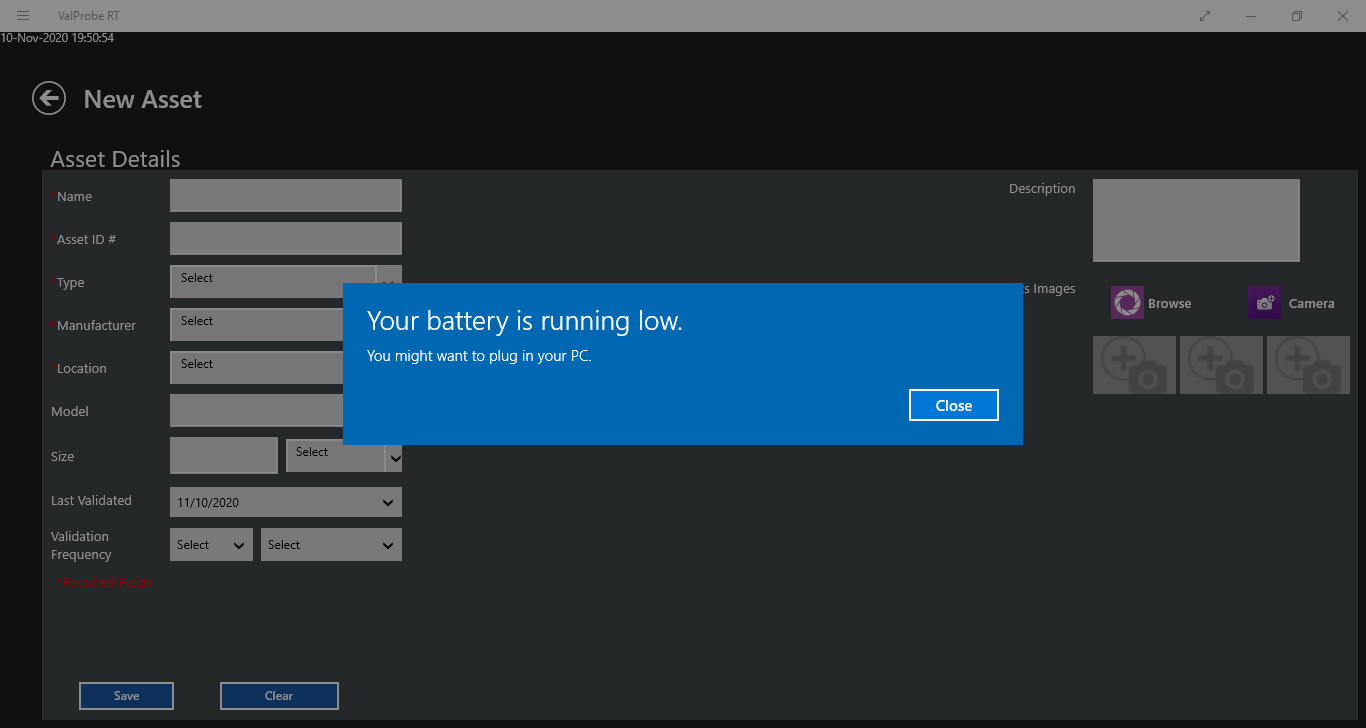 ValProbe RT
10-Nov-2020 19:50:54
New Asset
Asset Details
*Name
*Asset ID #
*Type
Select
*Manufacturer
Select
*Location
Select
Model
Size
Select
Last Validated
11/10/2020
Validation
Frequency
Select
Select
*Required Fields
Save
Clear
Description
Images
Browse
Camera
Your battery is running low.
You might want to plug in your PC.
Close